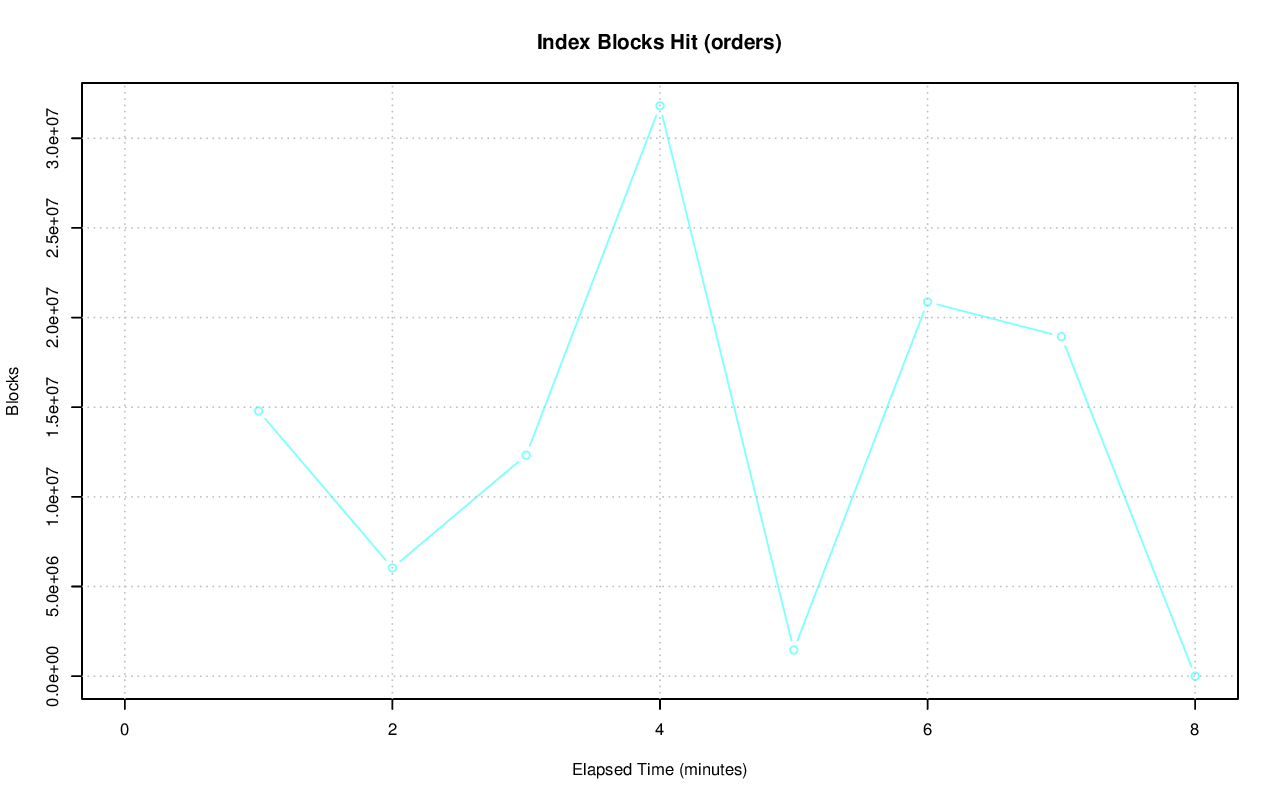 Index Blocks Hit (orders)
Blocks
3.0e+07
2.5e+07
2.0e+07
1.5e+07
1.0e+07
5.0e+06
0.0e+00
0 2 4 6 8
Elapsed Time (minutes)